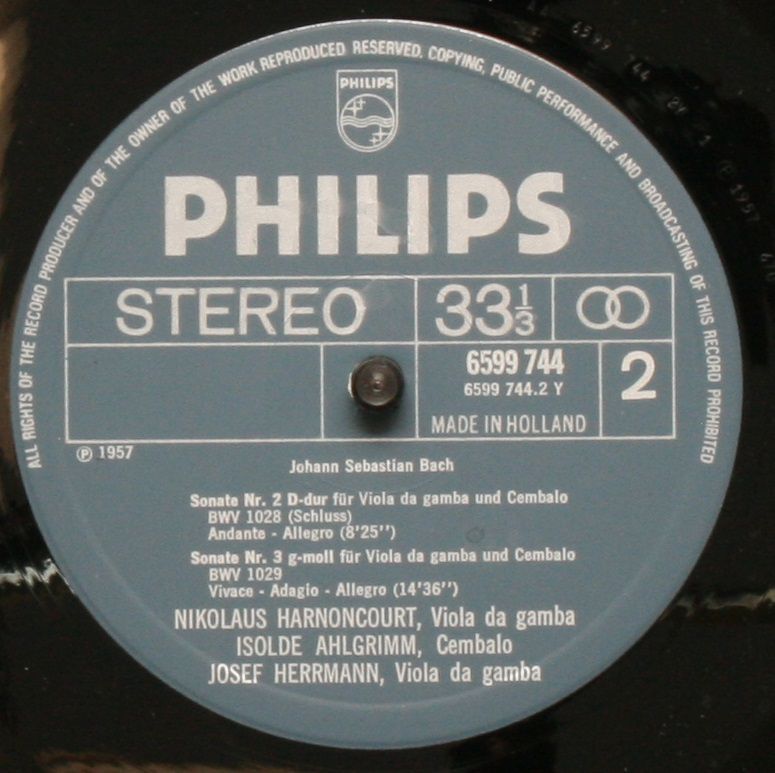 ALL RIGHTS OF THE RECORD PRODUCER AND OF THE OWNER OF THE WORK REPRODUCED RESERVED. COPYING, PUBLIC PERFORMANCE AND BROADCASTING OF THIS RECORD PROHIBITED
PHILIPS
PHILIPS
STEREO 33 1/3
6599 744
6599 744.2 Y
2
MADE IN HOLLAND
℗ 1957
Johann Sebastian Bach
Sonate Nr. 2 D-dur für Viola da gamba und Cembalo
BWV 1028 (Schluss)
Andante - Allegro (8'25'')
Sonate Nr. 3 g-moll für Viola da gamba und Cembalo
BWV 1029
Vivace - Adagio - Allegro (14'36'')
NIKOLAUS HARNONCOURT, Viola da gamba
ISOLDE AHLGRIMM, Cembalo
JOSEF HERRMANN, Viola da gamba